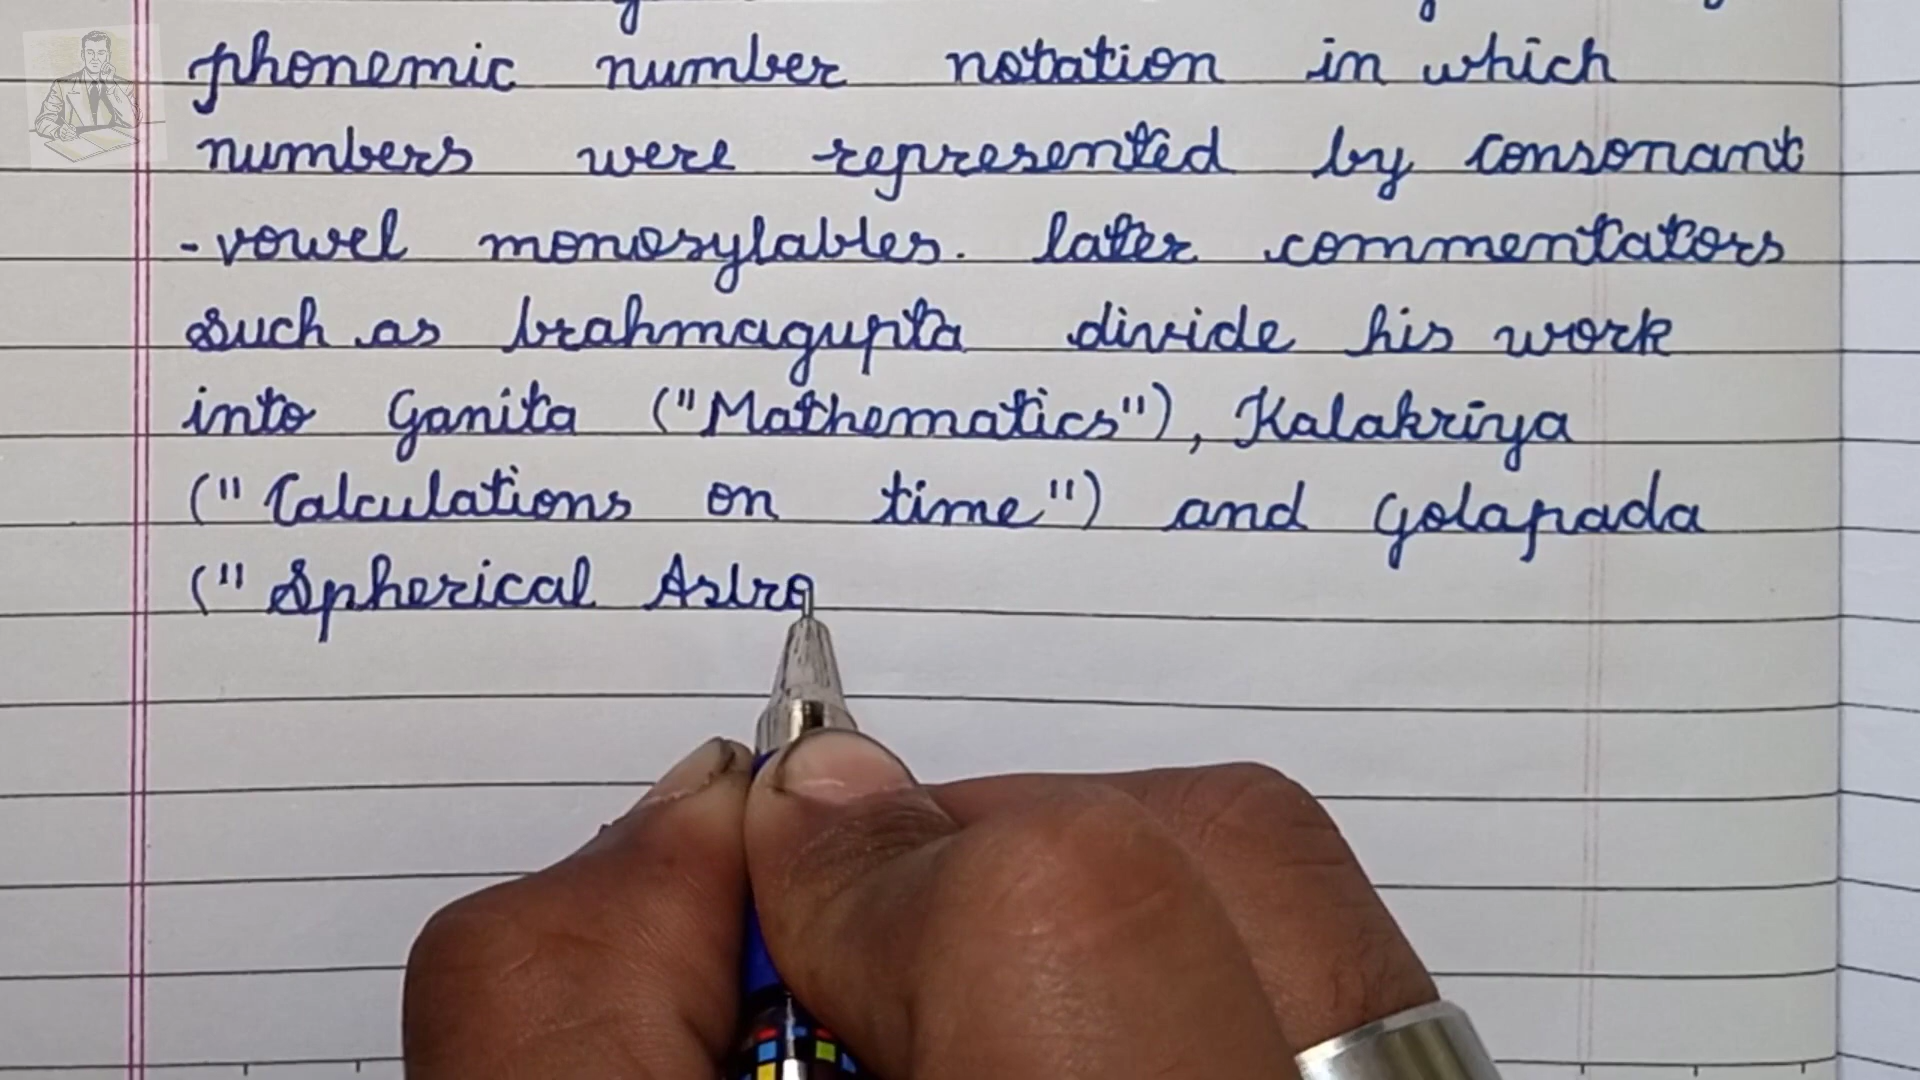 phonemic number notation in which
numbers were represented by consonant
-vowel monosylables. later commentators
such as brahmagupta divide his work
into Ganita ("Mathematics"), Kalakriya
("Calculations on time") and Golapada
("Spherical Astro